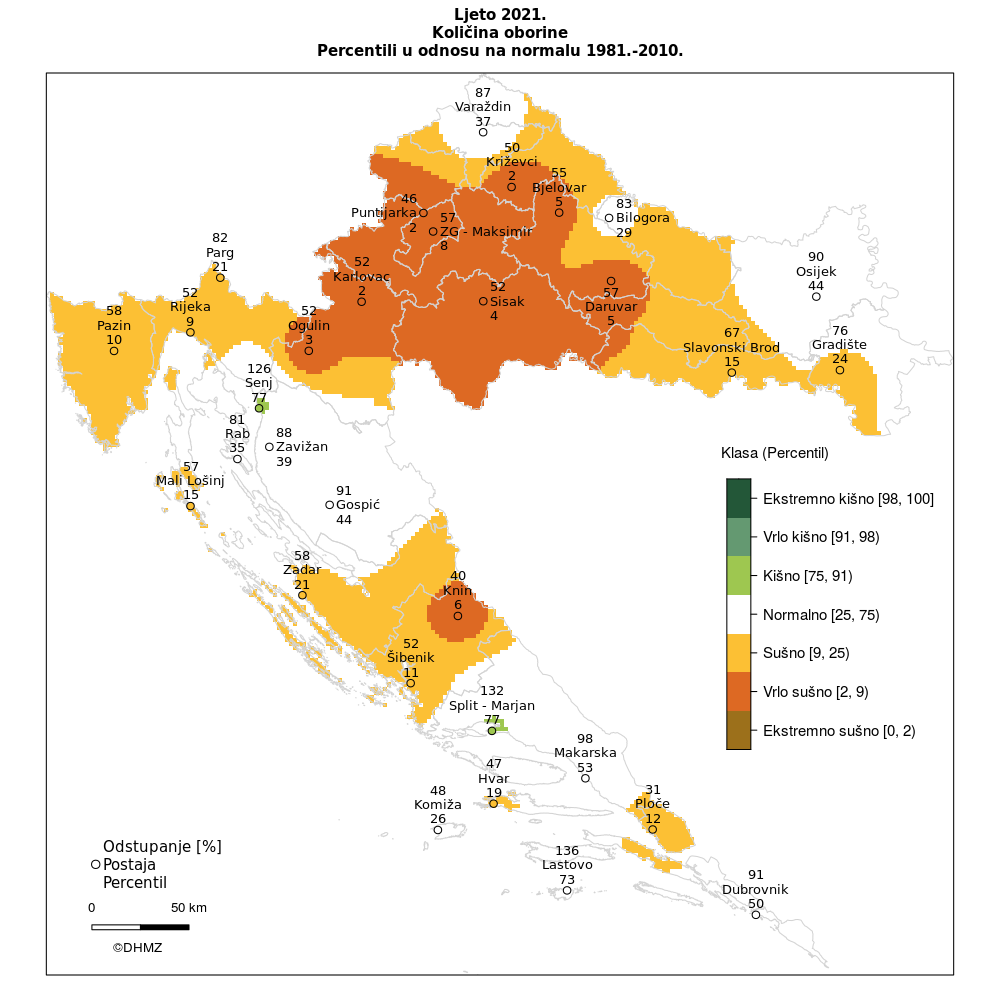 Ljeto 2021.
Količina oborine
Percentili u odnosu na normalu 1981.-2010.
87
Varaždin
37
50
Križevci
2
55
Bjelovar
5
46
Puntijarka
2
57
ZG - Maksimir
8
83
Bilogora
29
82
Parg
21
52
Karlovac
2
90
Osijek
44
52
Rijeka
9
52
Sisak
4
57
Daruvar
5
58
Pazin
10
52
Ogulin
3
67
Slavonski Brod
15
76
Gradište
24
126
Senj
77
81
Rab
35
88
Zavižan
39
57
Mali Lošinj
15
91
Gospić
44
58
Zadar
21
40
Knin
6
52
Šibenik
11
132
Split - Marjan
77
98
Makarska
53
47
Hvar
19
48
Komiža
26
31
Ploče
12
136
Lastovo
73
91
Dubrovnik
50
Klasa (Percentil)
Ekstremno kišno [98, 100]
Vrlo kišno [91, 98)
Kišno [75, 91)
Normalno [25, 75)
Sušno [9, 25)
Vrlo sušno [2, 9)
Ekstremno sušno [0, 2)
Odstupanje [%]
Postaja
Percentil
0 50 km
©DHMZ